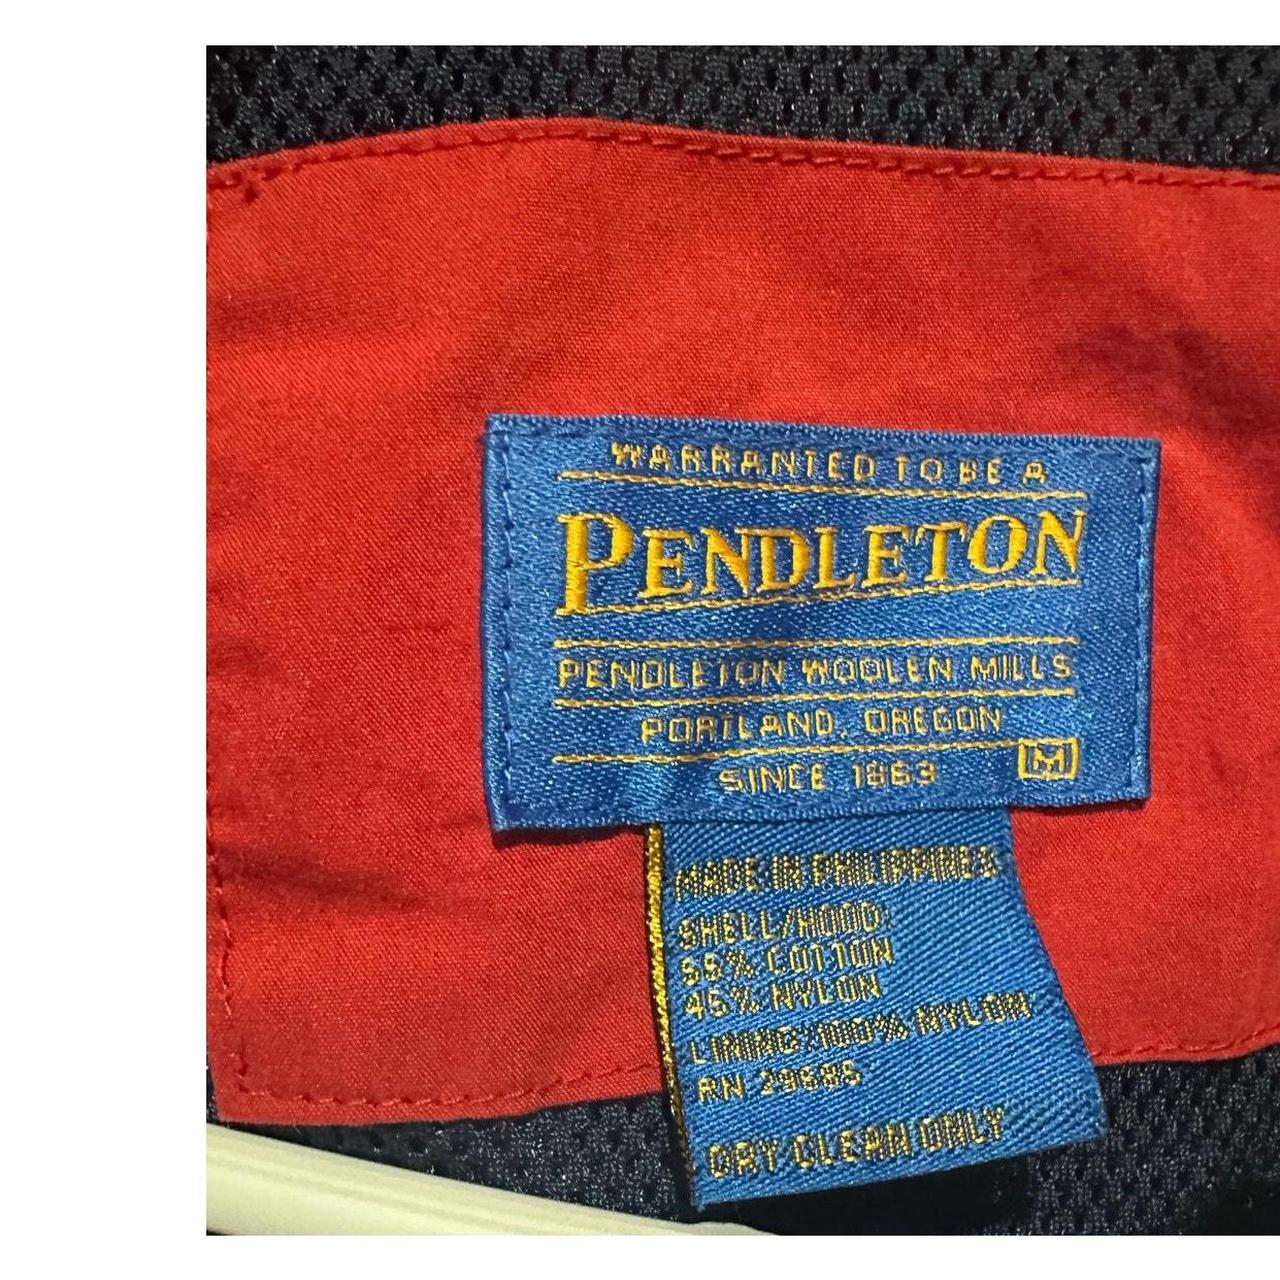 WARRANTED TO BE A
PENDLETON
PENDLETON WOOLEN MILLS
PORTLAND, OREGON
SINCE 1863
M
MADE IN PHILIPPINES
SHELL/HOOD:
55% COTTON
45% NYLON
LINING:100% NYLON
RN 29685
DRY CLEAN ONLY